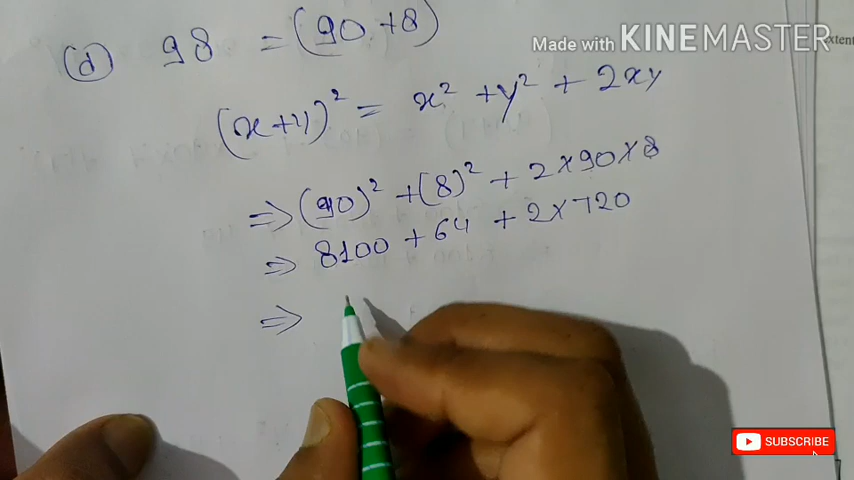 Made with KINEMASTER
extent
(d) 98 = (90 +8)
(x+y)² = x² +y² + 2xy
⇒ (90)² +(8)² + 2×90×8
⇒ 8100 + 64 + 2×720
⇒
SUBSCRIBE